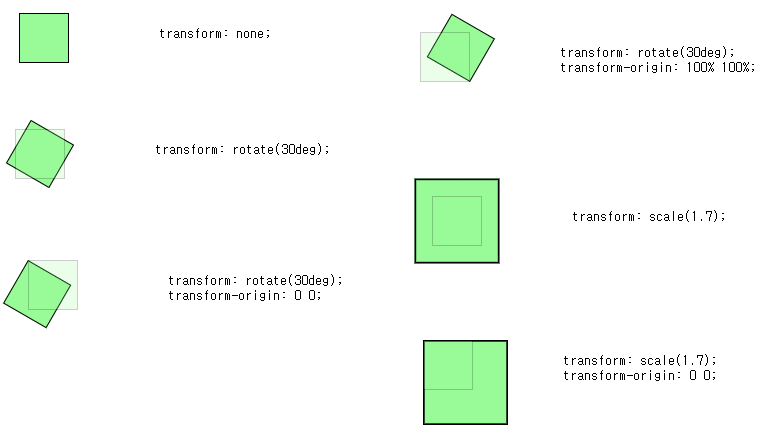 transform: none;
transform: rotate(30deg);
transform: rotate(30deg);
transform-origin: 0 0;
transform: rotate(30deg);
transform-origin: 100% 100%;
transform: scale(1.7);
transform: scale(1.7);
transform-origin: 0 0;